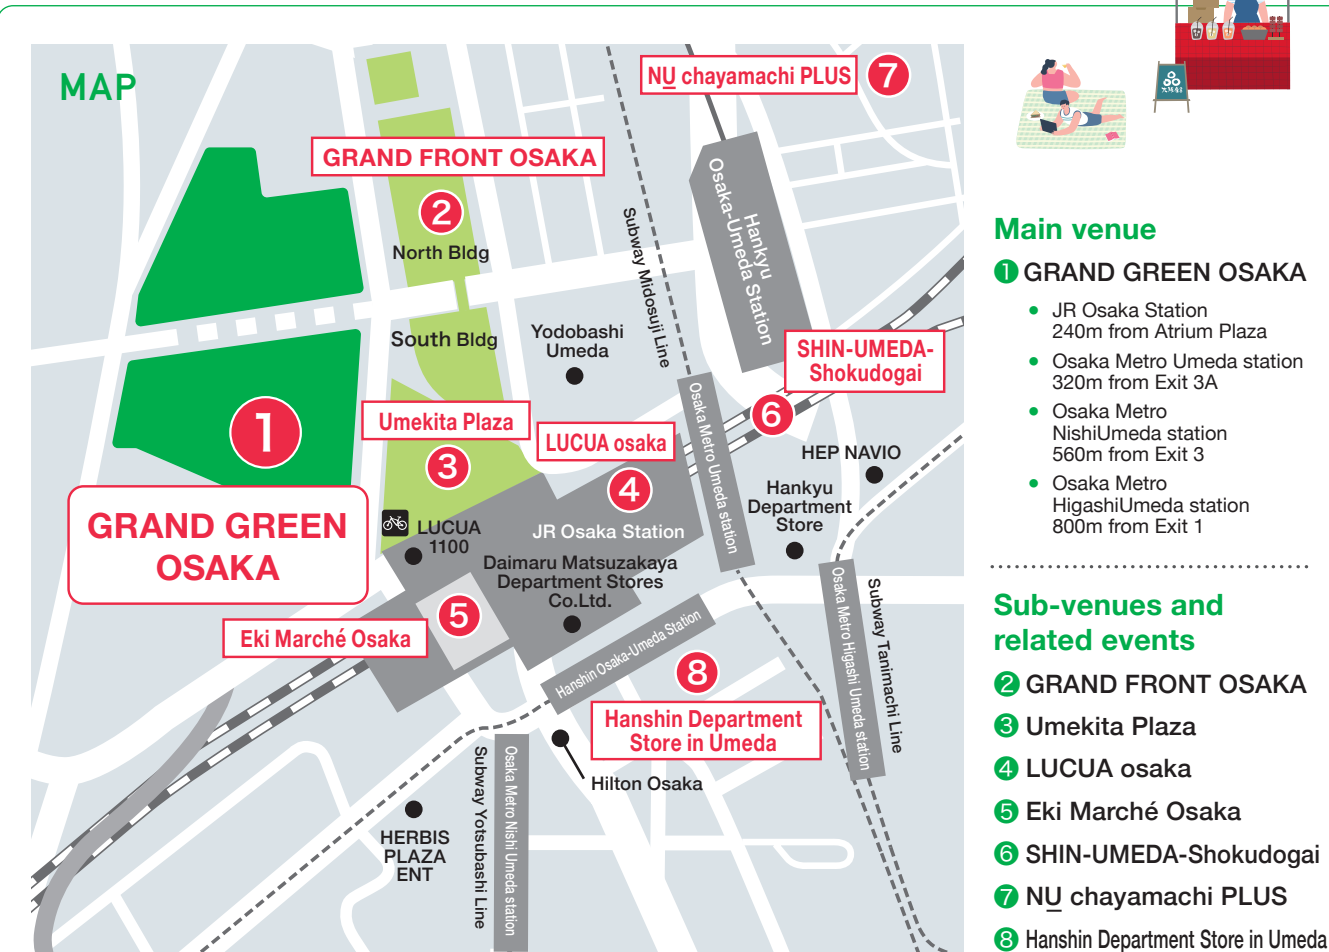 MAP
NU chayamachi PLUS
7
GRAND FRONT OSAKA
2
North Bldg
Subway Midosuji Line
Hankyu
Osaka-Umeda Station
South Bldg
Yodobashi
Umeda
SHIN-UMEDA-
Shokudogai
6
1
Umekita Plaza
3
LUCUA osaka
4
Osaka Metro Umeda station
HEP NAVIO
Hankyu
Department
Store
GRAND GREEN
OSAKA
LUCUA
1100
JR Osaka Station
Daimaru Matsuzakaya
Department Stores
Co.Ltd.
5
Eki Marché Osaka
Hanshin Osaka-Umeda Station
Osaka Metro Higashi Umeda station
Subway Tanimachi Line
8
Hanshin Department
Store in Umeda
Hilton Osaka
Subway Yotsubashi Line
Osaka Metro Nishi Umeda station
HERBIS
PLAZA
ENT
Main venue
1 GRAND GREEN OSAKA
• JR Osaka Station
240m from Atrium Plaza
• Osaka Metro Umeda station
320m from Exit 3A
• Osaka Metro
NishiUmeda station
560m from Exit 3
• Osaka Metro
HigashiUmeda station
800m from Exit 1
Sub-venues and
related events
2 GRAND FRONT OSAKA
3 Umekita Plaza
4 LUCUA osaka
5 Eki Marché Osaka
6 SHIN-UMEDA-Shokudogai
7 NU chayamachi PLUS
8 Hanshin Department Store in Umeda